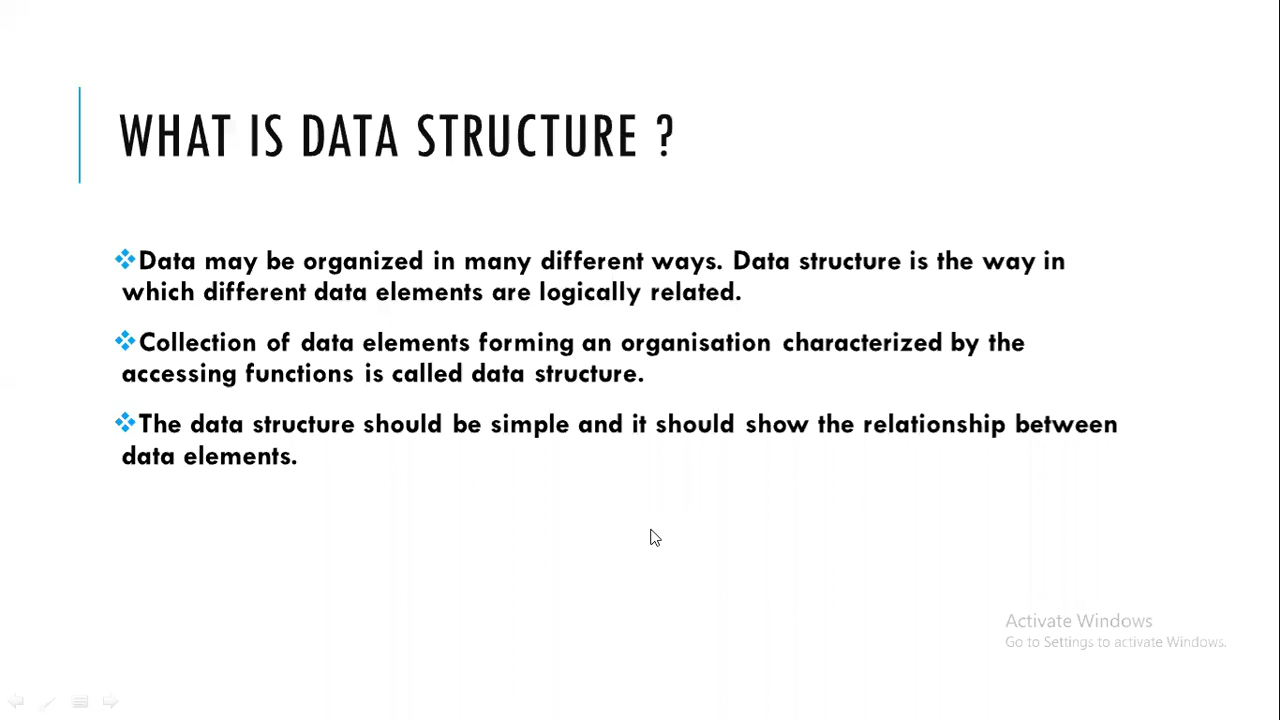 WHAT IS DATA STRUCTURE ?
Data may be organized in many different ways. Data structure is the way in
which different data elements are logically related.
Collection of data elements forming an organisation characterized by the
accessing functions is called data structure.
The data structure should be simple and it should show the relationship between
data elements.
Activate Windows
Go to Settings to activate Windows.